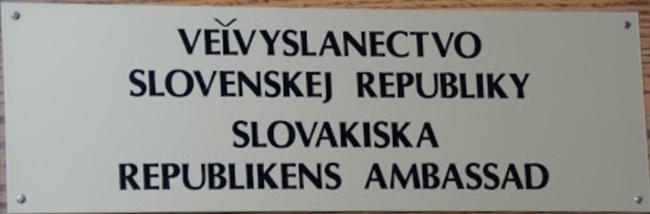 VEĽVYSLANECTVO
SLOVENSKEJ REPUBLIKY
SLOVAKISKA
REPUBLIKENS AMBASSAD